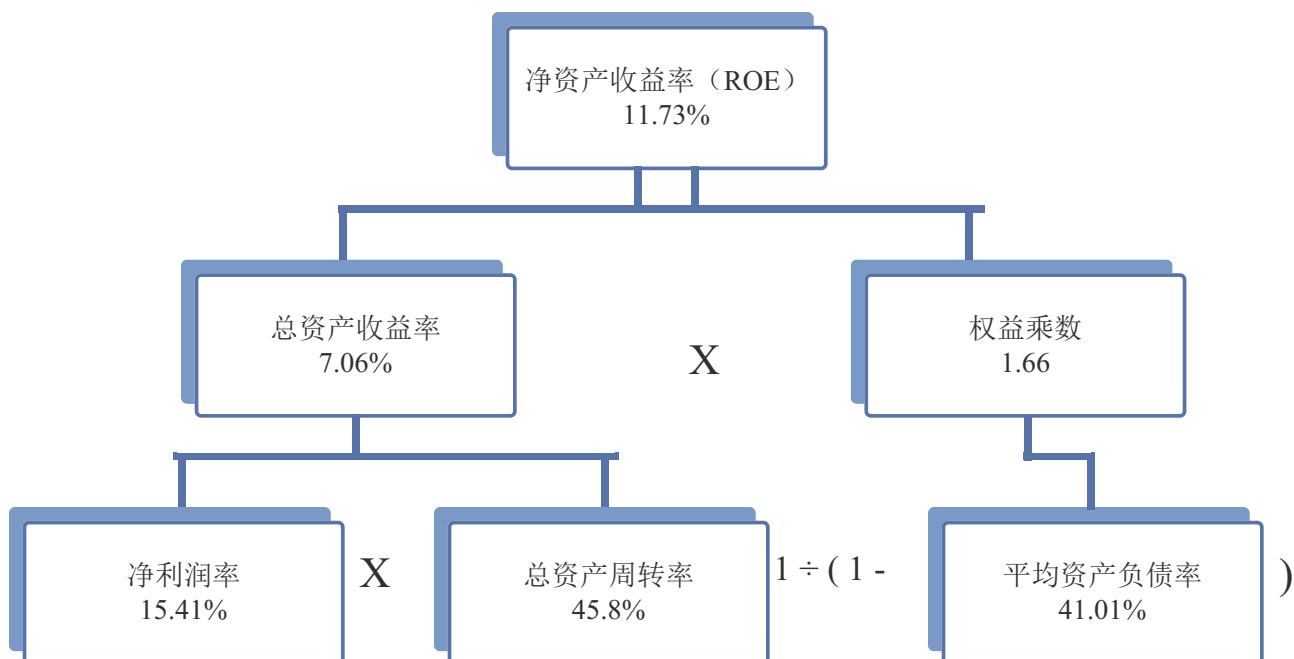 净资产收益率（ROE）
11.73%
总资产收益率
7.06%
X
权益乘数
1.66
净利润率
15.41%
X
总资产周转率
45.8%
1 ÷ ( 1 -
平均资产负债率
41.01%
)